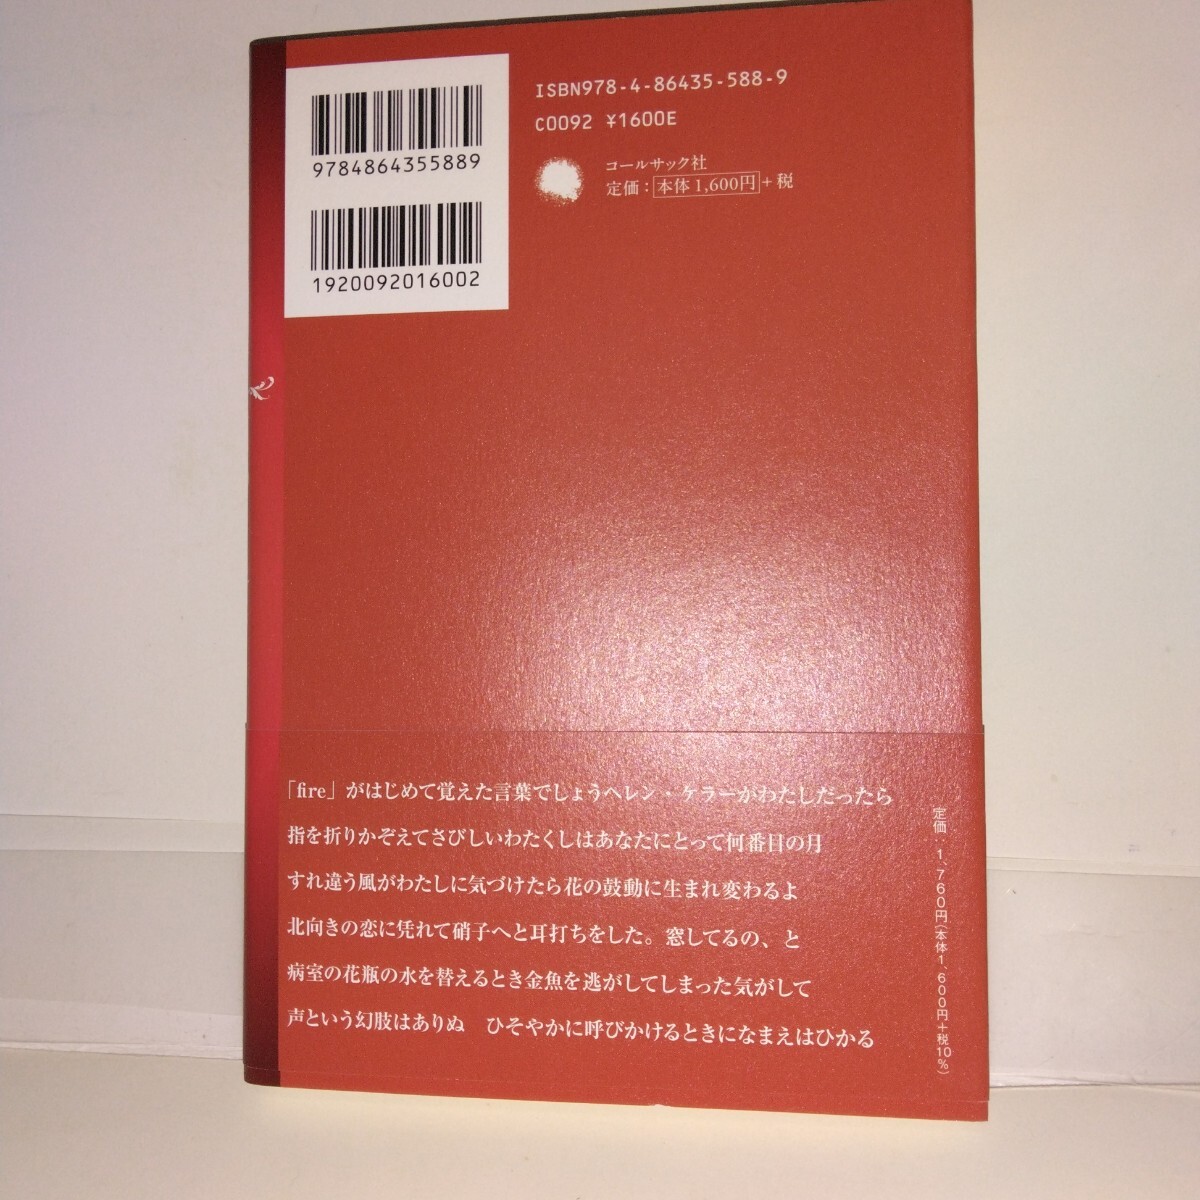 ISBN978-4-86435-588-9
C0092 ¥1600E
コールサック社
定価：本体1,600円+税
9784864355889
1920092016002
「fire」がはじめて覚えた言葉でしょうヘレン・ケラーがわたしだったら
指を折りかぞえてさびしいわたくしはあなたにとって何番目の月
すれ違う風がわたしに気づけたら花の鼓動に生まれ変わるよ
北向きの恋に凭れて硝子へと耳打ちをした。窓してるの、と
病室の花瓶の水を替えるとき金魚を逃がしてしまった気がして
声という幻肢はありぬ　ひそやかに呼びかけるときになまえはひかる
定価：1,760円(本体1,600円+税10%)